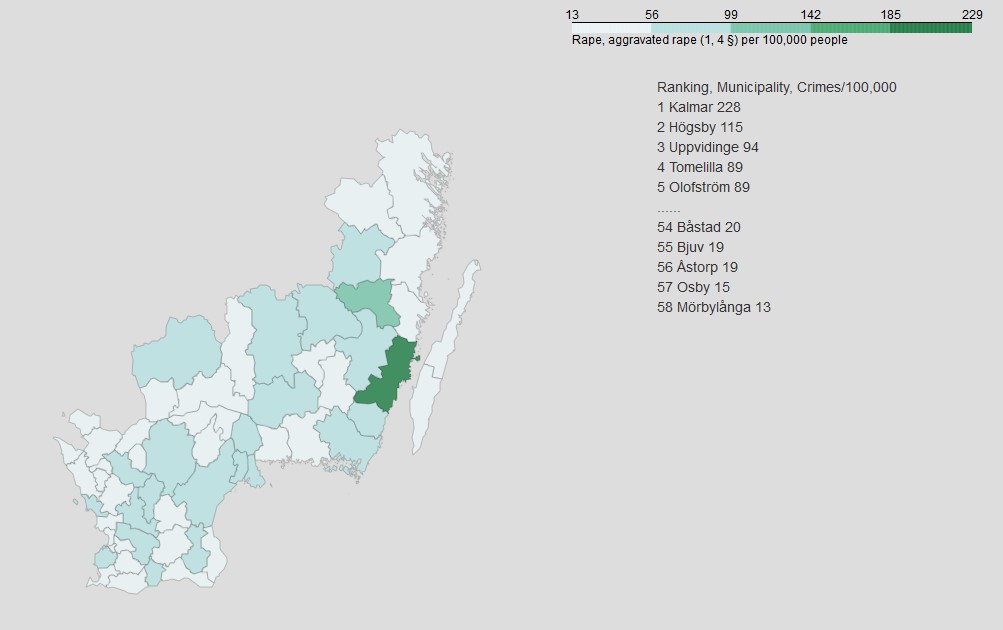 13 56 99 142 185 229
Rape, aggravated rape (1, 4 §) per 100,000 people
Ranking, Municipality, Crimes/100,000
1 Kalmar 228
2 Högsby 115
3 Uppvidinge 94
4 Tomelilla 89
5 Olofström 89
......
54 Båstad 20
55 Bjuv 19
56 Åstorp 19
57 Osby 15
58 Mörbylånga 13